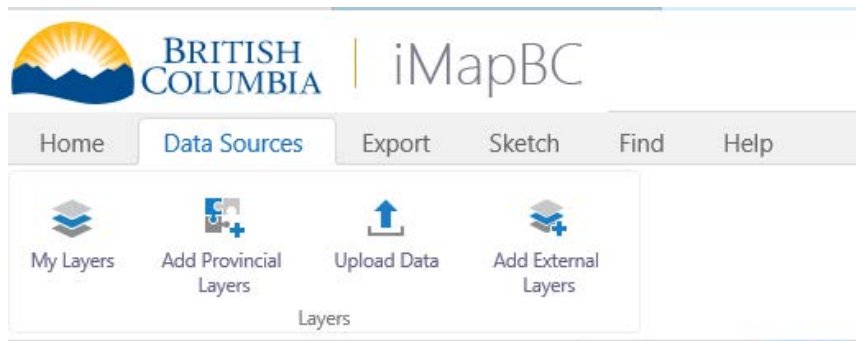 BRITISH
COLUMBIA
iMapBC
Home Data Sources Export Sketch Find Help
My Layers Add Provincial Upload Data Add External
Layers Layers
Layers